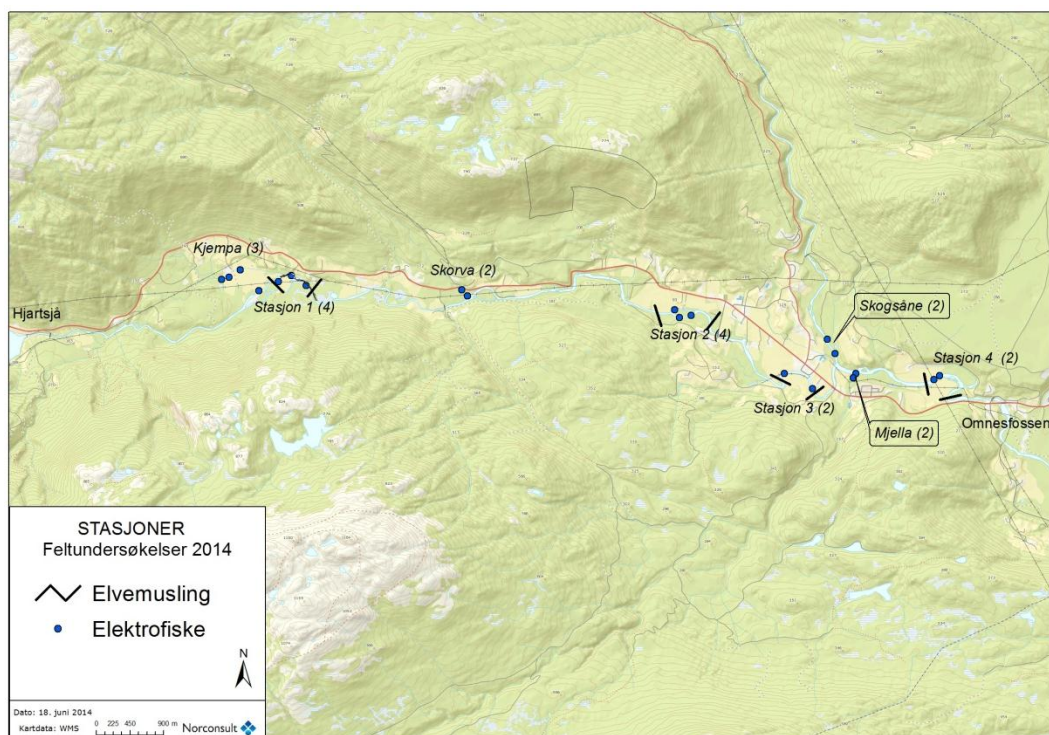 Kjempa (3)
Skorva (2)
Hjartsjå
Stasjon 1 (4)
Skogsåne (2)
Stasjon 2 (4)
Stasjon 4 (2)
Stasjon 3 (2)
Omnesfossen
Mjella (2)
STASJONER
Feltundersøkelser 2014
Elvemusling
Elektrofiske
N
Dato: 18. juni 2014
Kartdata: WMS
0 225 450 900 m
Norconsult